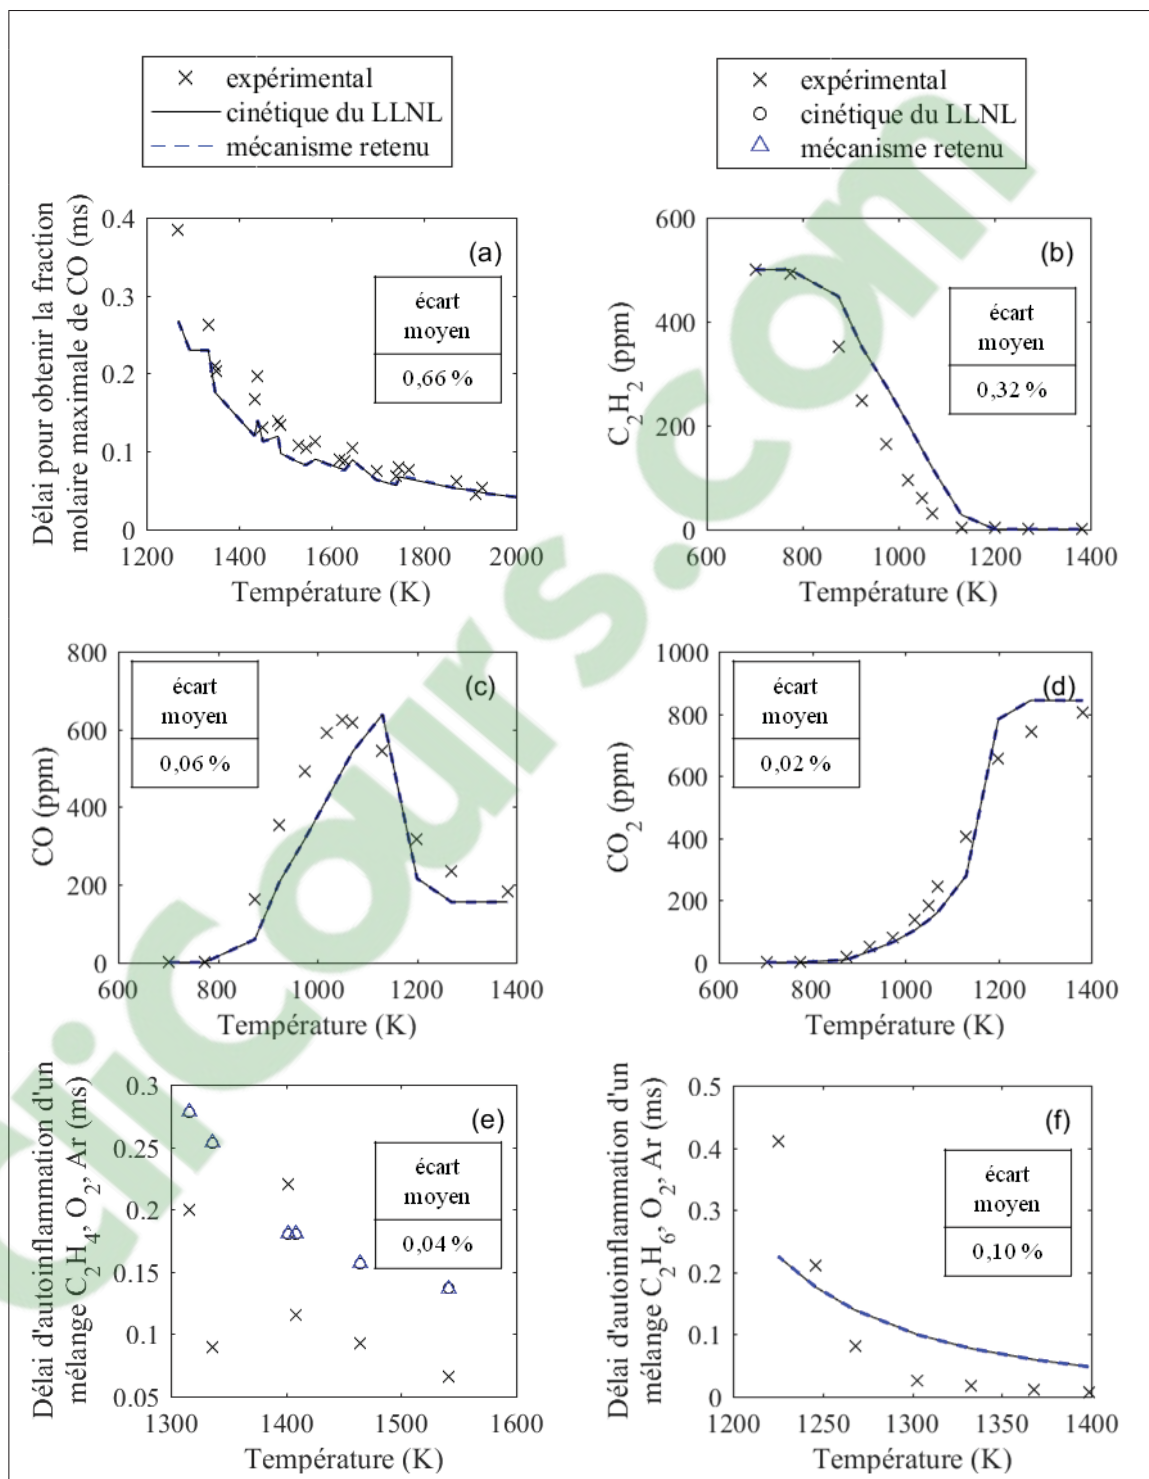 expérimental
cinétique du LLNL
mécanisme retenu
expérimental
cinétique du LLNL
mécanisme retenu
Délai pour obtenir la fraction
molaire maximale de CO (ms)
0.4
0.3
0.2
0.1
0
1200 1400 1600 1800 2000
Température (K)
(a)
écart
moyen
0,66 %
C2H2 (ppm)
600
400
200
0
600 800 1000 1200 1400
Température (K)
(b)
écart
moyen
0,32 %
CO (ppm)
800
600
400
200
0
600 800 1000 1200 1400
Température (K)
(c)
écart
moyen
0,06 %
CO2 (ppm)
1000
800
600
400
200
0
600 800 1000 1200 1400
Température (K)
(d)
écart
moyen
0,02 %
Délai d'autoinflammation d'un
mélange C2H4, O2, Ar (ms)
0.3
0.25
0.2
0.15
0.1
0.05
1300 1400 1500 1600
Température (K)
(e)
écart
moyen
0,04 %
Délai d'autoinflammation d'un
mélange C2H6, O2, Ar (ms)
0.5
0.4
0.3
0.2
0.1
0
1200 1250 1300 1350 1400
Température (K)
(f)
écart
moyen
0,10 %
CliCours.com